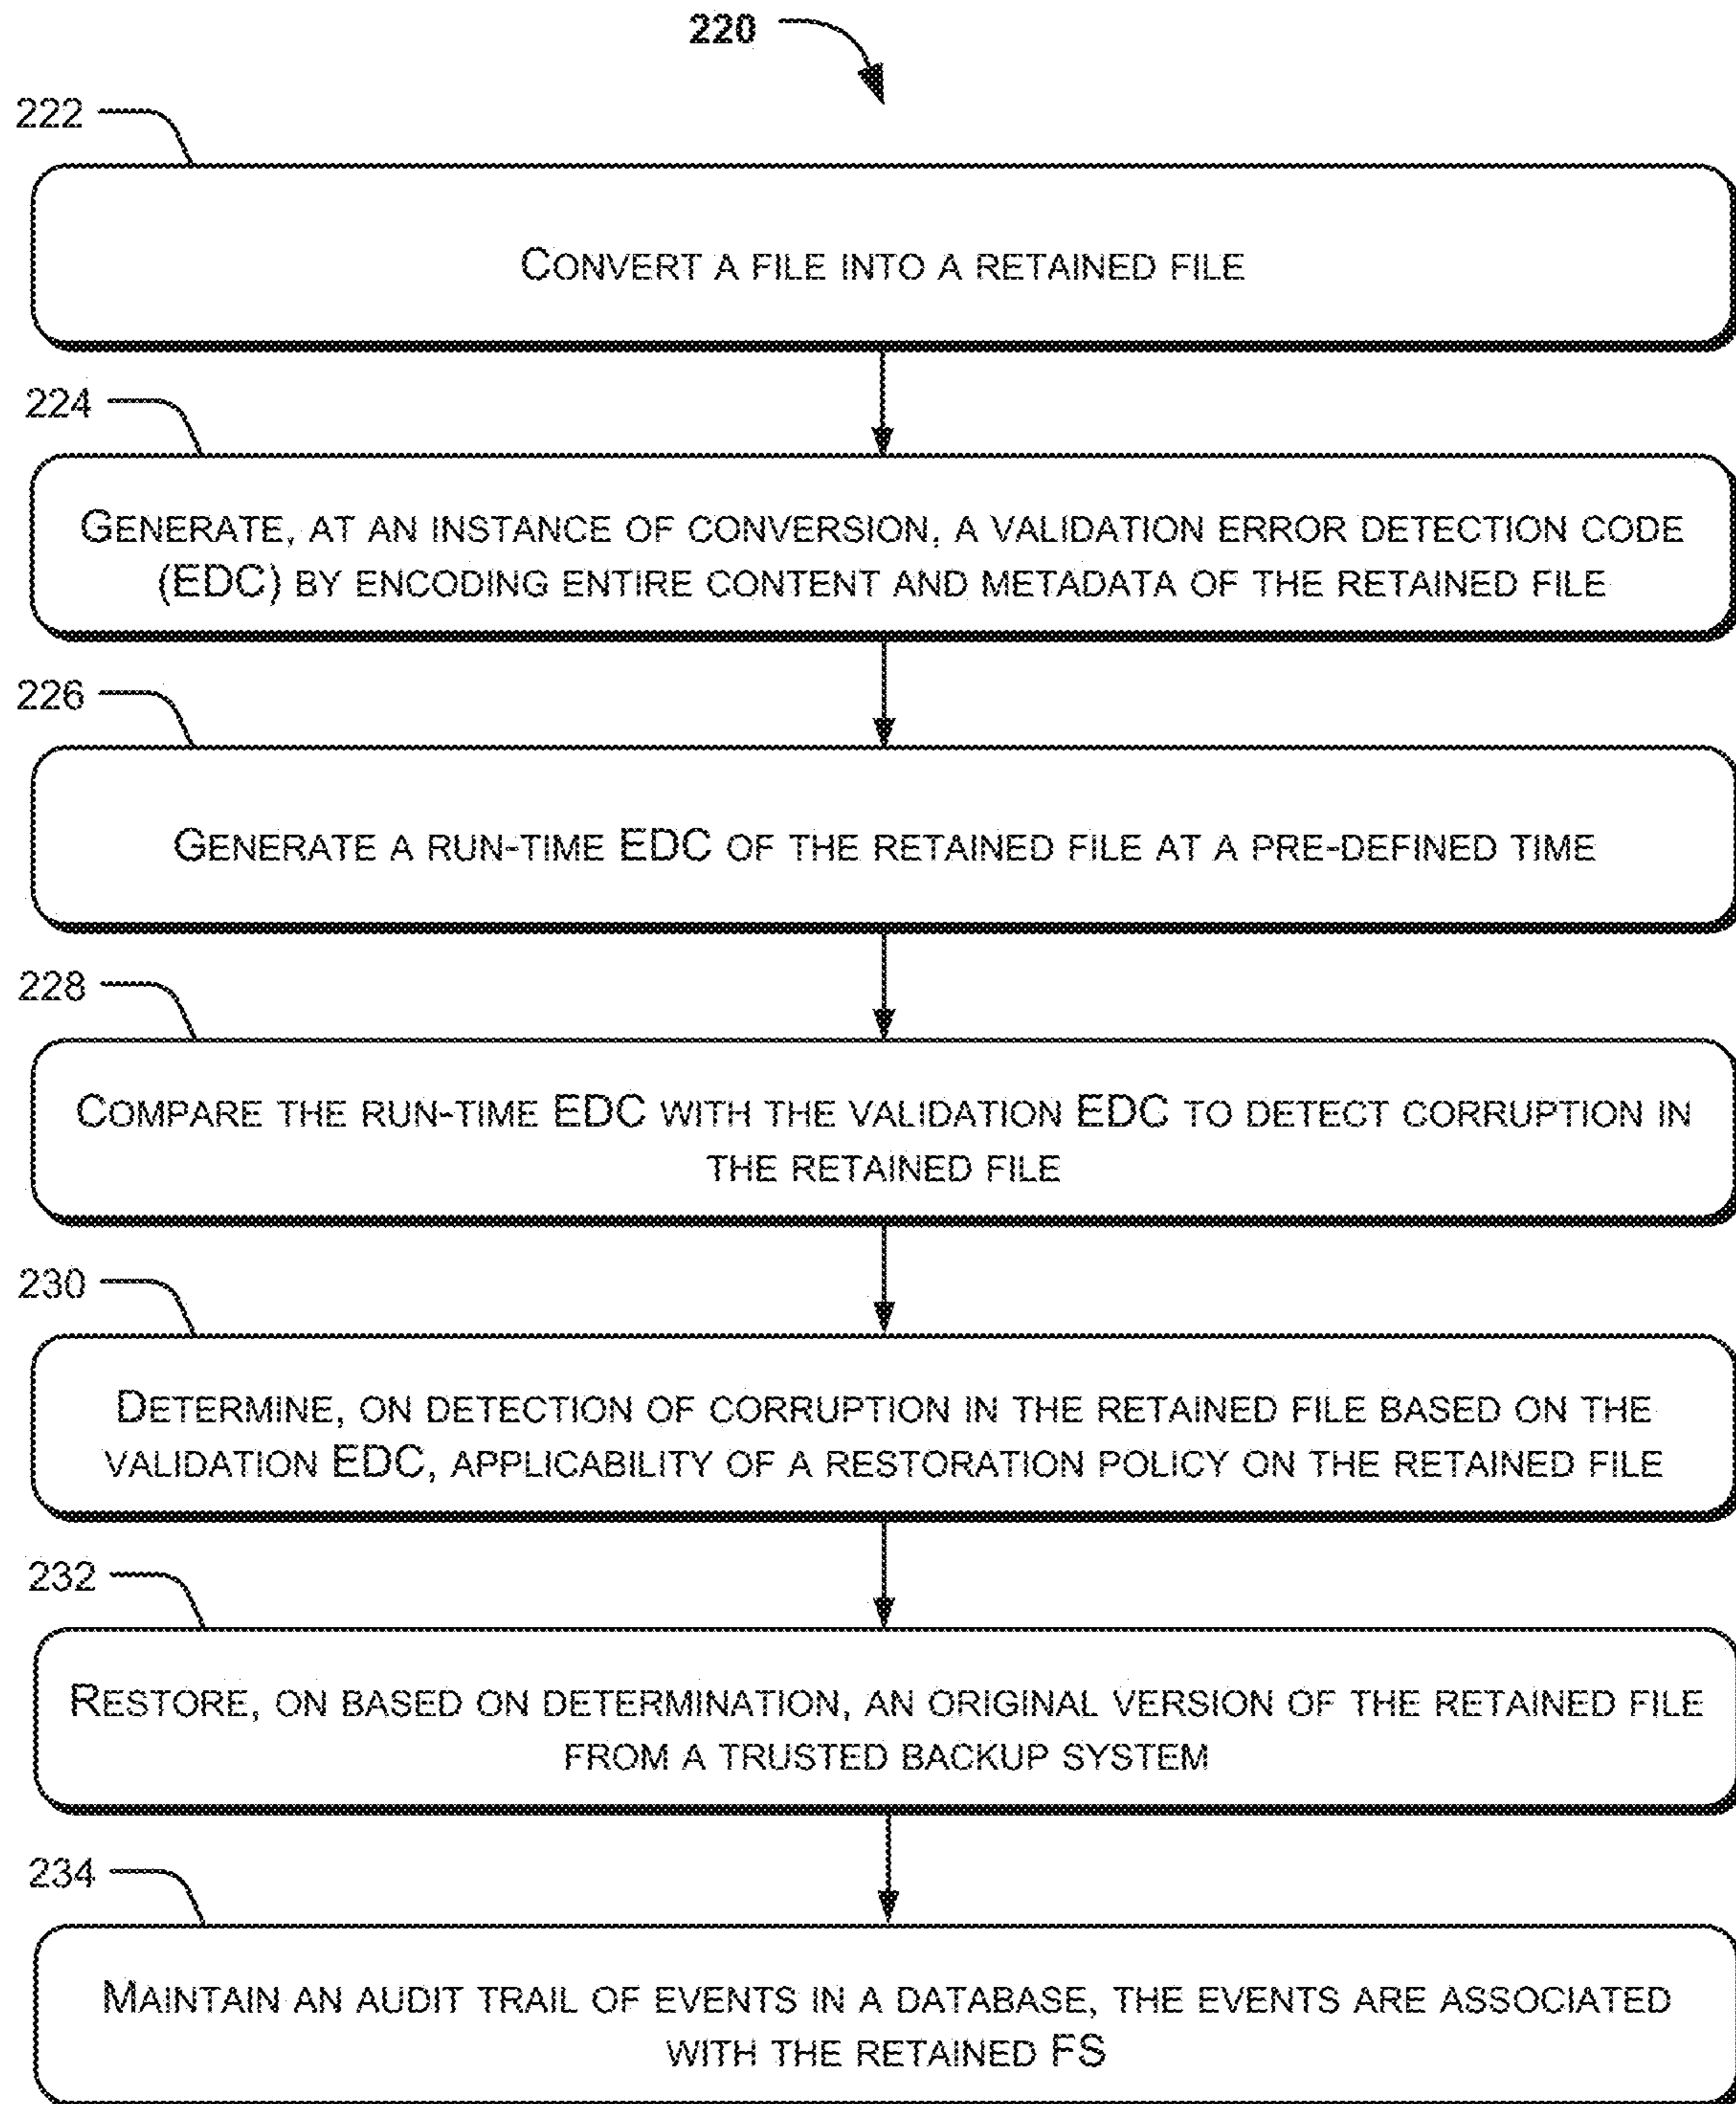 220
222
CONVERT A FILE INTO A RETAINED FILE
224
GENERATE, AT AN INSTANCE OF CONVERSION, A VALIDATION ERROR DETECTION CODE
(EDC) BY ENCODING ENTIRE CONTENT AND METADATA OF THE RETAINED FILE
226
GENERATE A RUN-TIME EDC OF THE RETAINED FILE AT A PRE-DEFINED TIME
228
COMPARE THE RUN-TIME EDC WITH THE VALIDATION EDC TO DETECT CORRUPTION IN
THE RETAINED FILE
230
DETERMINE, ON DETECTION OF CORRUPTION IN THE RETAINED FILE BASED ON THE
VALIDATION EDC, APPLICABILITY OF A RESTORATION POLICY ON THE RETAINED FILE
232
RESTORE, ON BASED ON DETERMINATION, AN ORIGINAL VERSION OF THE RETAINED FILE
FROM A TRUSTED BACKUP SYSTEM
234
MAINTAIN AN AUDIT TRAIL OF EVENTS IN A DATABASE, THE EVENTS ARE ASSOCIATED
WITH THE RETAINED FS